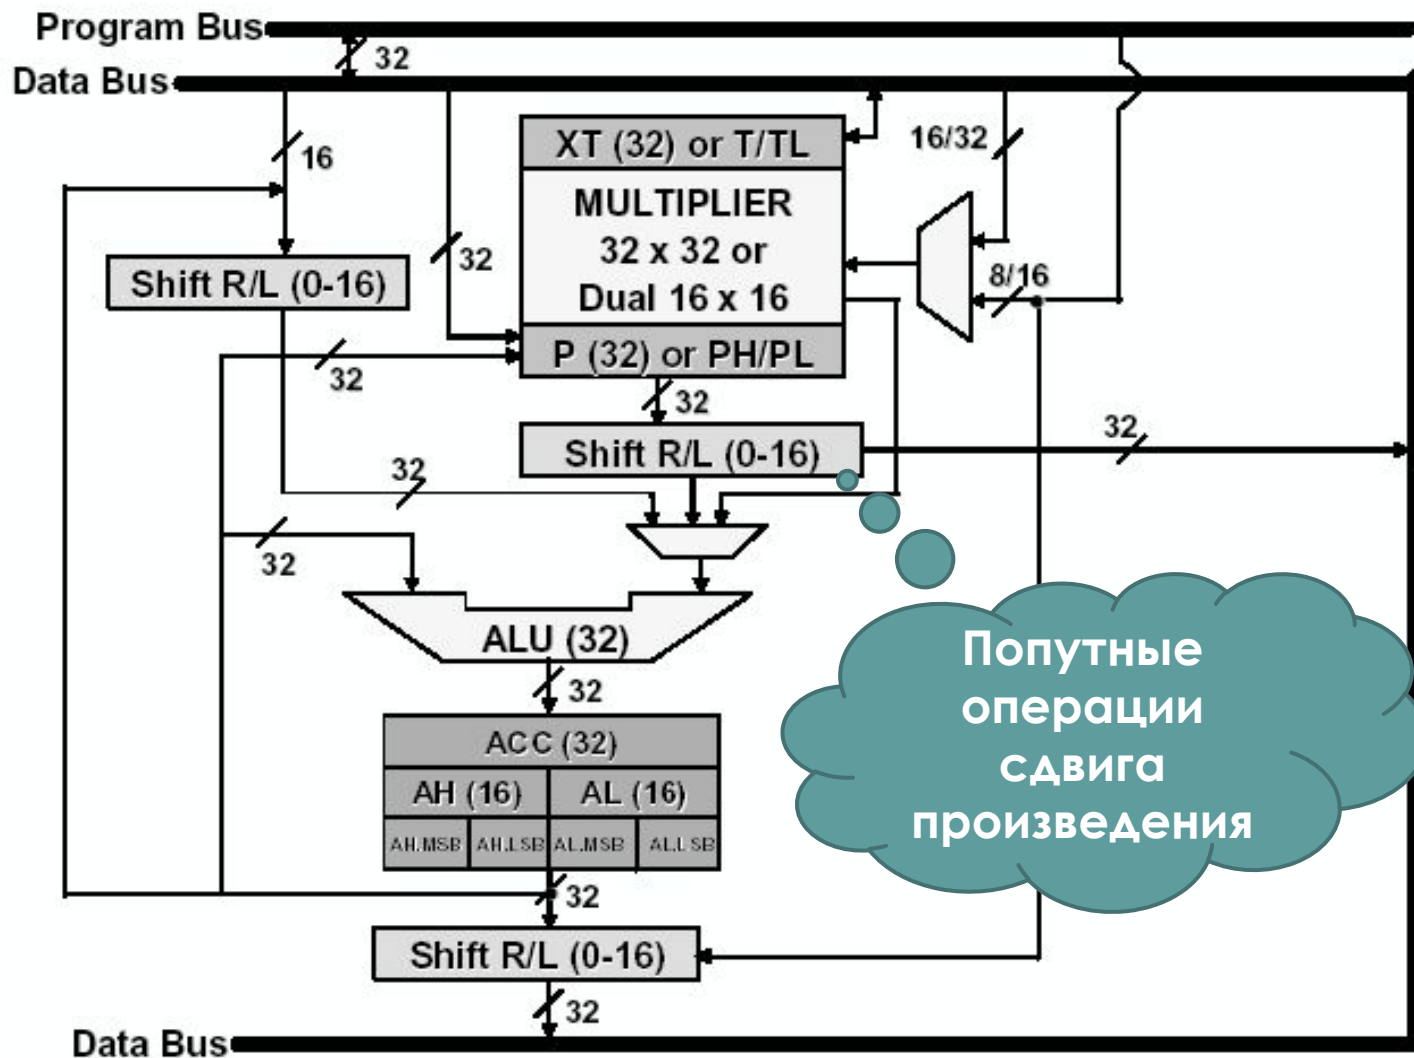 Program Bus
32
Data Bus
16
XT (32) or T/TL
16/32
MULTIPLIER
32 x 32 or
Dual 16 x 16
32
Shift R/L (0-16)
8/16
P (32) or PH/PL
32
32
Shift R/L (0-16)
32
32
32
ALU (32)
32
Попутные
операции
сдвига
произведения
ACC (32)
AH (16)
AL (16)
AH.MSB
AH.LSB
AL.MSB
AL.LSB
32
Shift R/L (0-16)
32
Data Bus